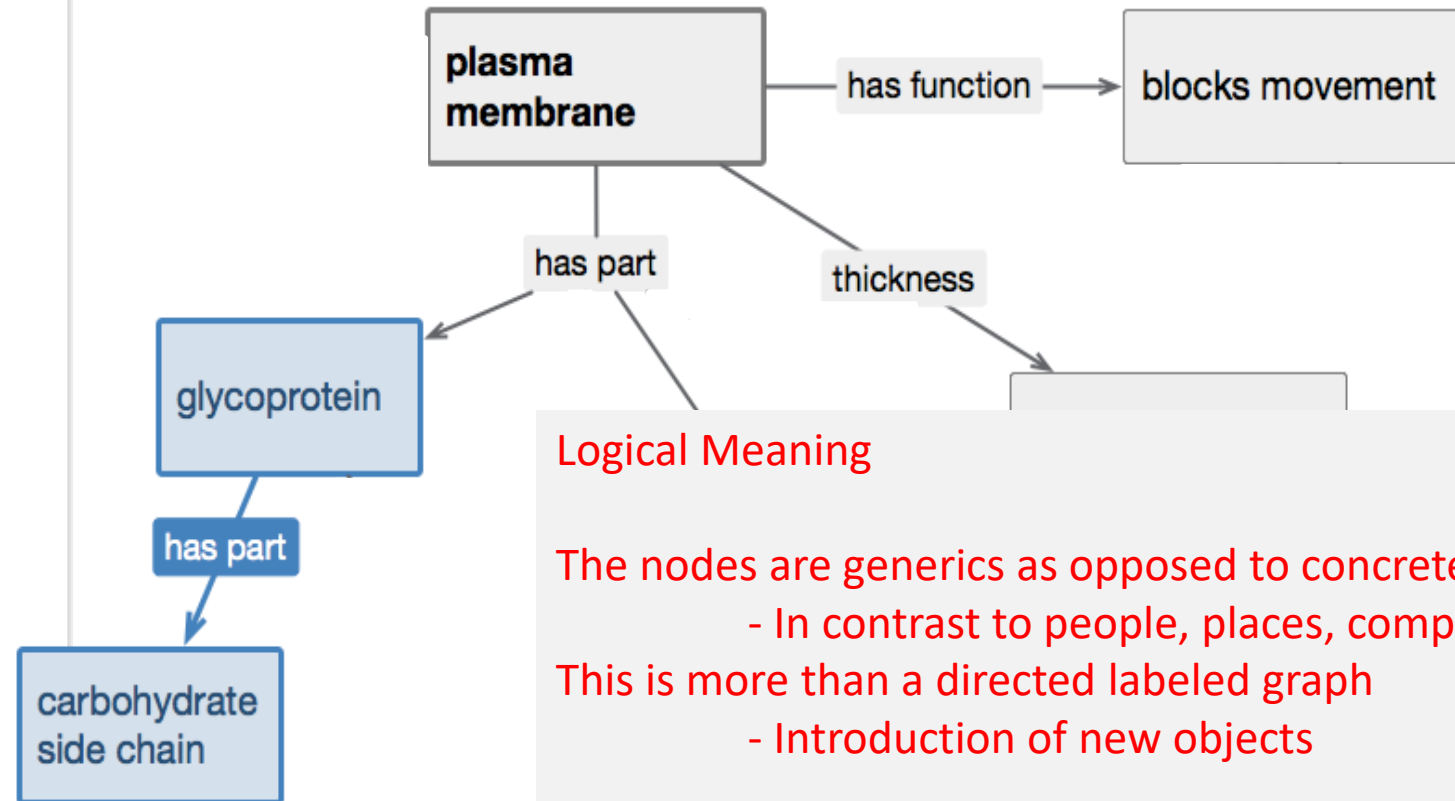 plasma
membrane
has function
blocks movement
has part
thickness
glycoprotein
has part
carbohydrate
side chain
Logical Meaning
The nodes are generics as opposed to
- In contrast to people, places,
This is more than a directed labeled graph
- Introduction of new objects